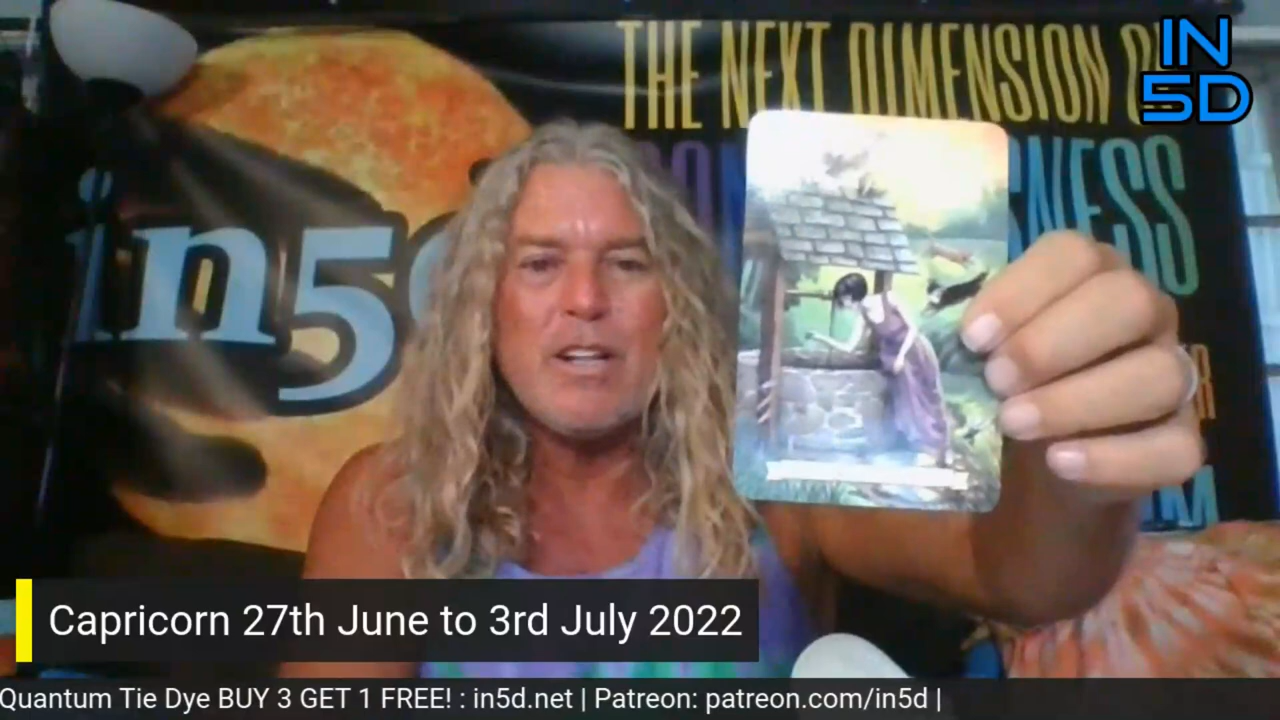 IN
5D
THE NEXT DIMENSION
in5
Capricorn 27th June to 3rd July 2022
Quantum Tie Dye BUY 3 GET 1 FREE! : in5d.net | Patreon: patreon.com/in5d |